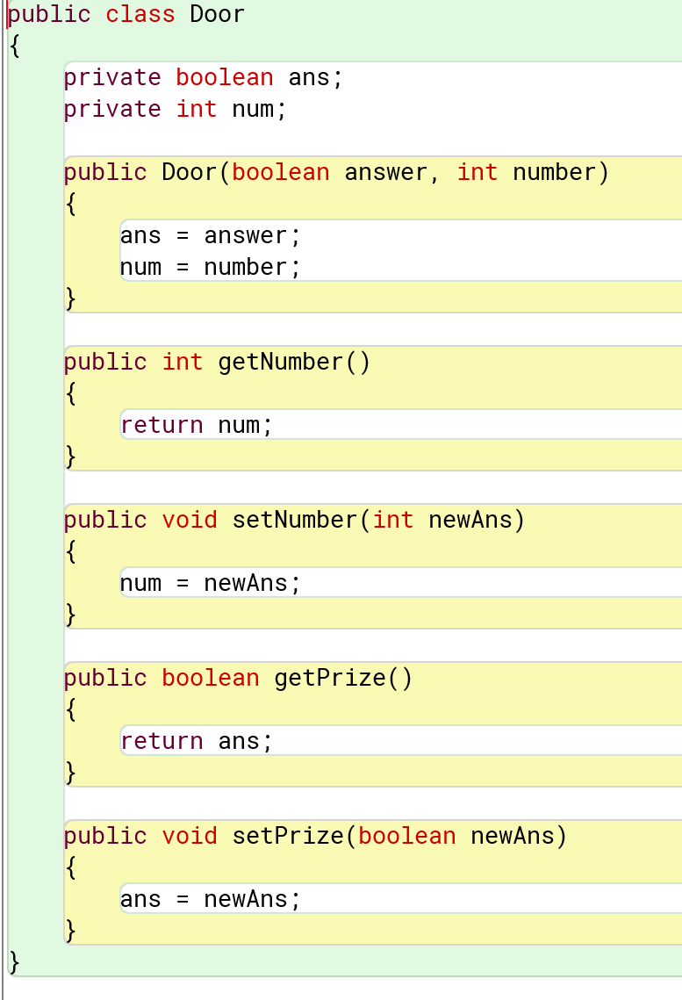 public class Door
{
    private boolean ans;
    private int num;

    public Door(boolean answer, int number)
    {
        ans = answer;
        num = number;
    }

    public int getNumber()
    {
        return num;
    }

    public void setNumber(int newAns)
    {
        num = newAns;
    }

    public boolean getPrize()
    {
        return ans;
    }

    public void setPrize(boolean newAns)
    {
        ans = newAns;
    }
}